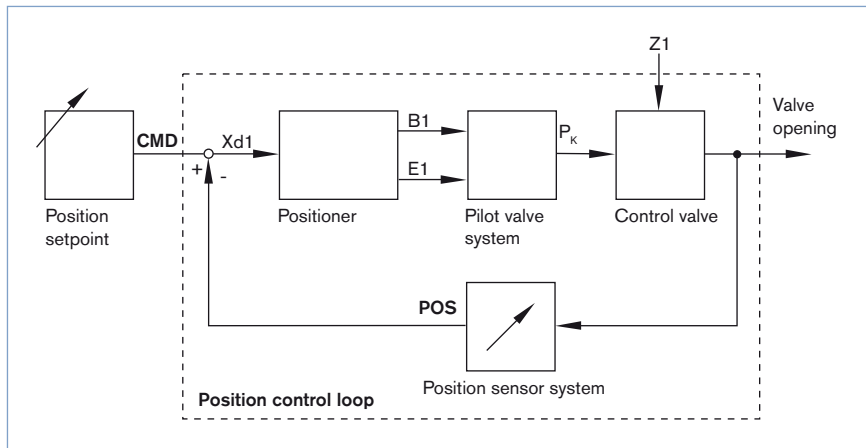 Z1
Valve
opening
CMD
Xd1
B1
E1
P_K
+
-
Position
setpoint
Positioner
Pilot valve
system
Control valve
POS
Position sensor system
Position control loop